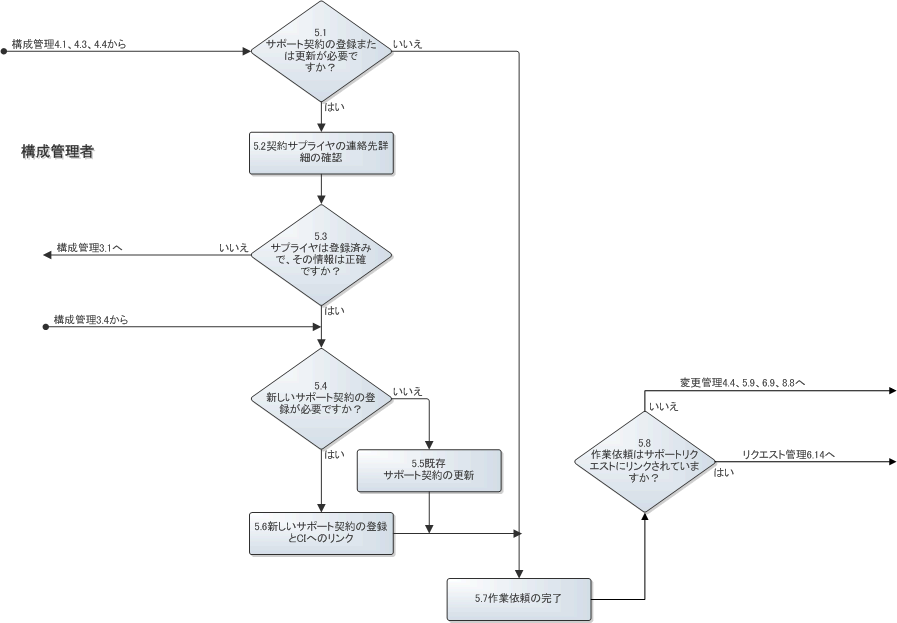 構成管理4.1、4.3、4.4から
5.1
サポート契約の登録また
は更新が必要で
すか？
いいえ
はい
構成管理者
5.2契約サプライヤの連絡先詳
細の確認
構成管理3.1へ
いいえ
5.3
サプライヤは登録済み
で、その情報は正確
ですか？
はい
構成管理3.4から
5.4
新しいサポート契約の登
録が必要ですか？
いいえ
はい
5.5既存
サポート契約の更新
5.6新しいサポート契約の登録
とCIへのリンク
5.7作業依頼の完了
変更管理4.4、5.9、6.9、8.8へ
いいえ
5.8
作業依頼はサポートリク
エストにリンクされていま
すか？
リクエスト管理6.14へ
はい